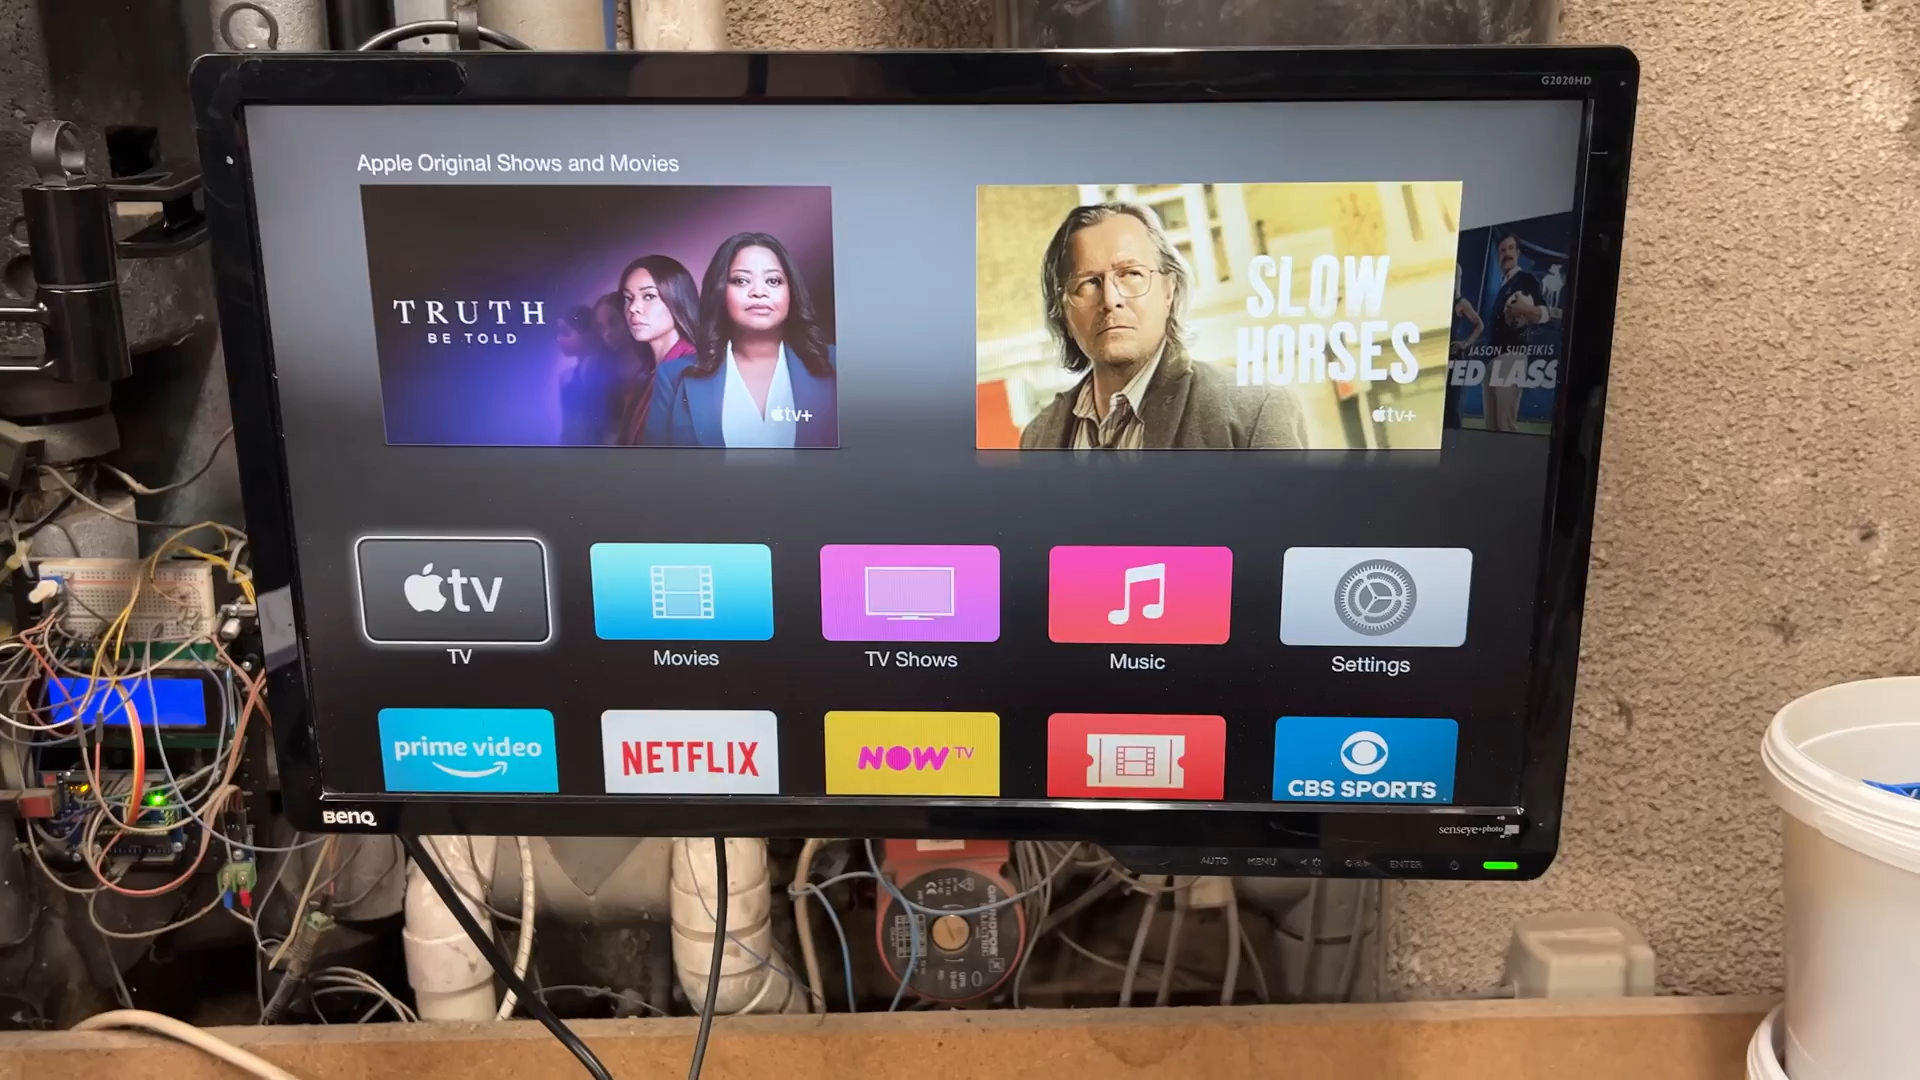 G2020HD
Apple Original Shows and Movies
TRUTH
BE TOLD
tv+
SLOW
HORSES
tv+
JASON SUDEIKIS
TED LASS
tv
TV
Movies
TV Shows
Music
Settings
prime video
NETFLIX
NOW TV
CBS SPORTS
BenQ
senseye+photo
AUTO
MENU
ENTER
GRUNDFOS